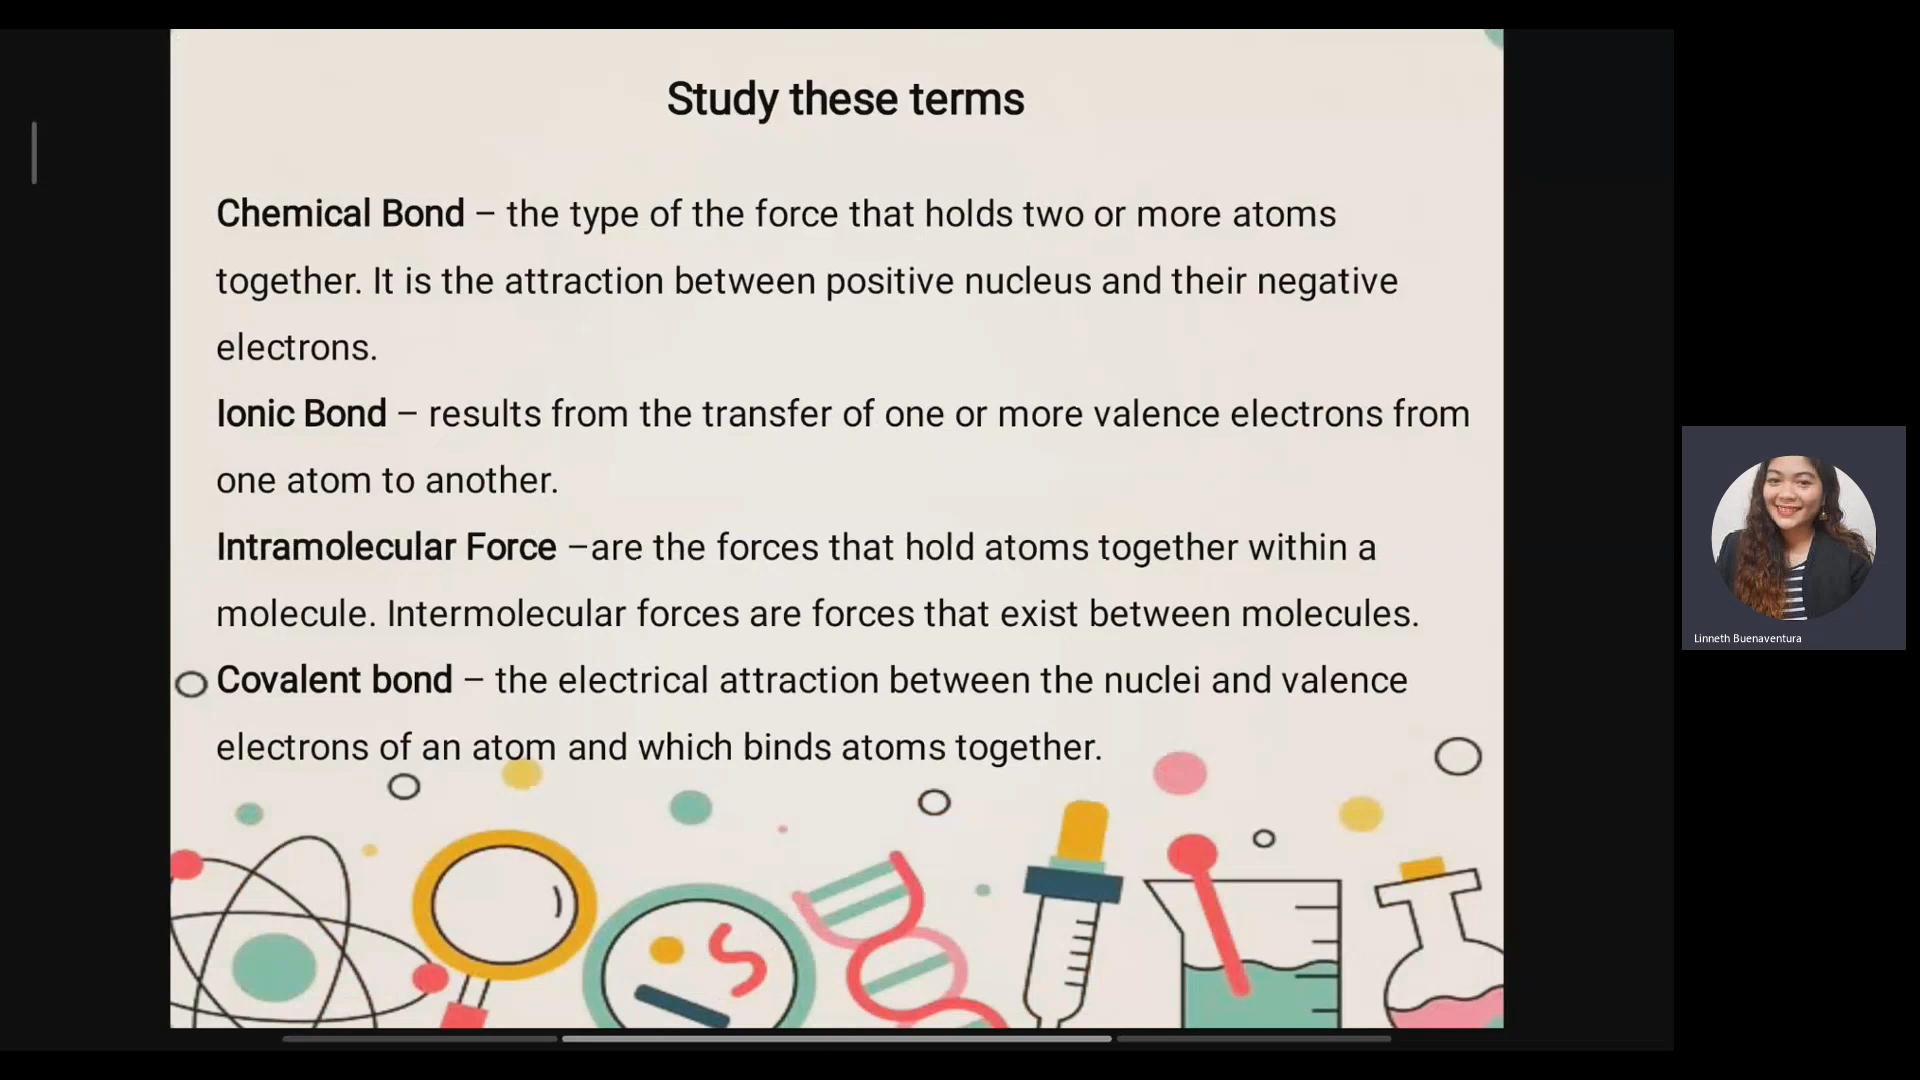 Study these terms
Chemical Bond – the type of the force that holds two or more atoms
together. It is the attraction between positive nucleus and their negative
electrons.
Ionic Bond – results from the transfer of one or more valence electrons from
one atom to another.
Intramolecular Force –are the forces that hold atoms together within a
molecule. Intermolecular forces are forces that exist between molecules.
Covalent bond – the electrical attraction between the nuclei and valence
electrons of an atom and which binds atoms together.
Linneth Buenaventura